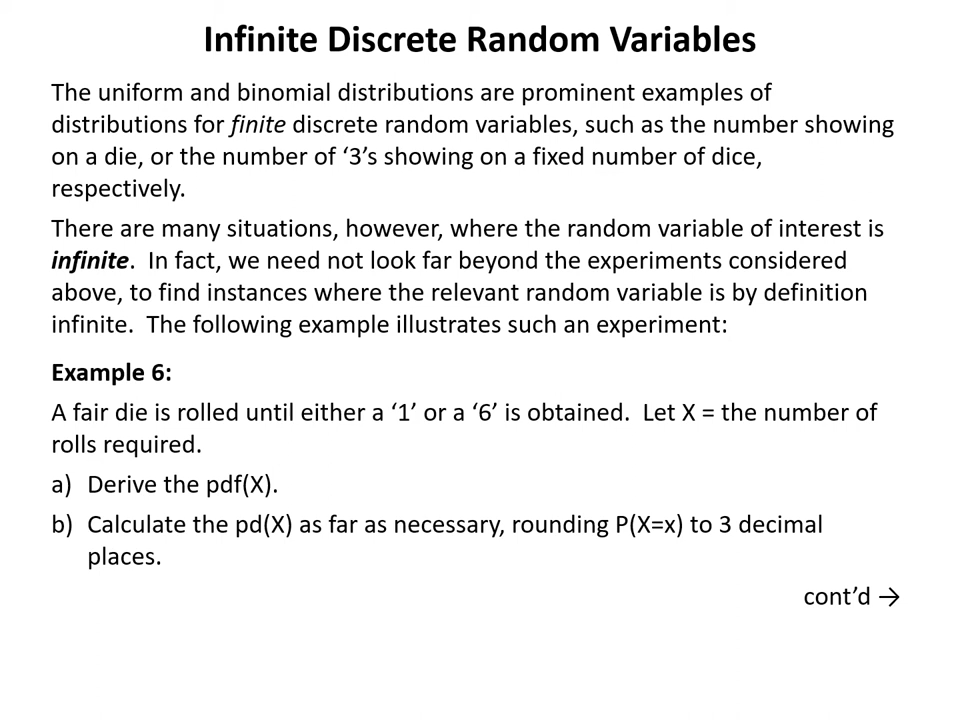 Infinite Discrete Random Variables
The uniform and binomial distributions are prominent examples of
distributions for finite discrete random variables, such as the number showing
on a die, or the number of ‘3’s showing on a fixed number of dice,
respectively.
There are many situations, however, where the random variable of interest is
infinite. In fact, we need not look far beyond the experiments considered
above, to find instances where the relevant random variable is by definition
infinite. The following example illustrates such an experiment:
Example 6:
A fair die is rolled until either a ‘1’ or a ‘6’ is obtained. Let X = the number of
rolls required.
a) Derive the pdf(X).
b) Calculate the pd(X) as far as necessary, rounding P(X=x) to 3 decimal
places.
cont’d →